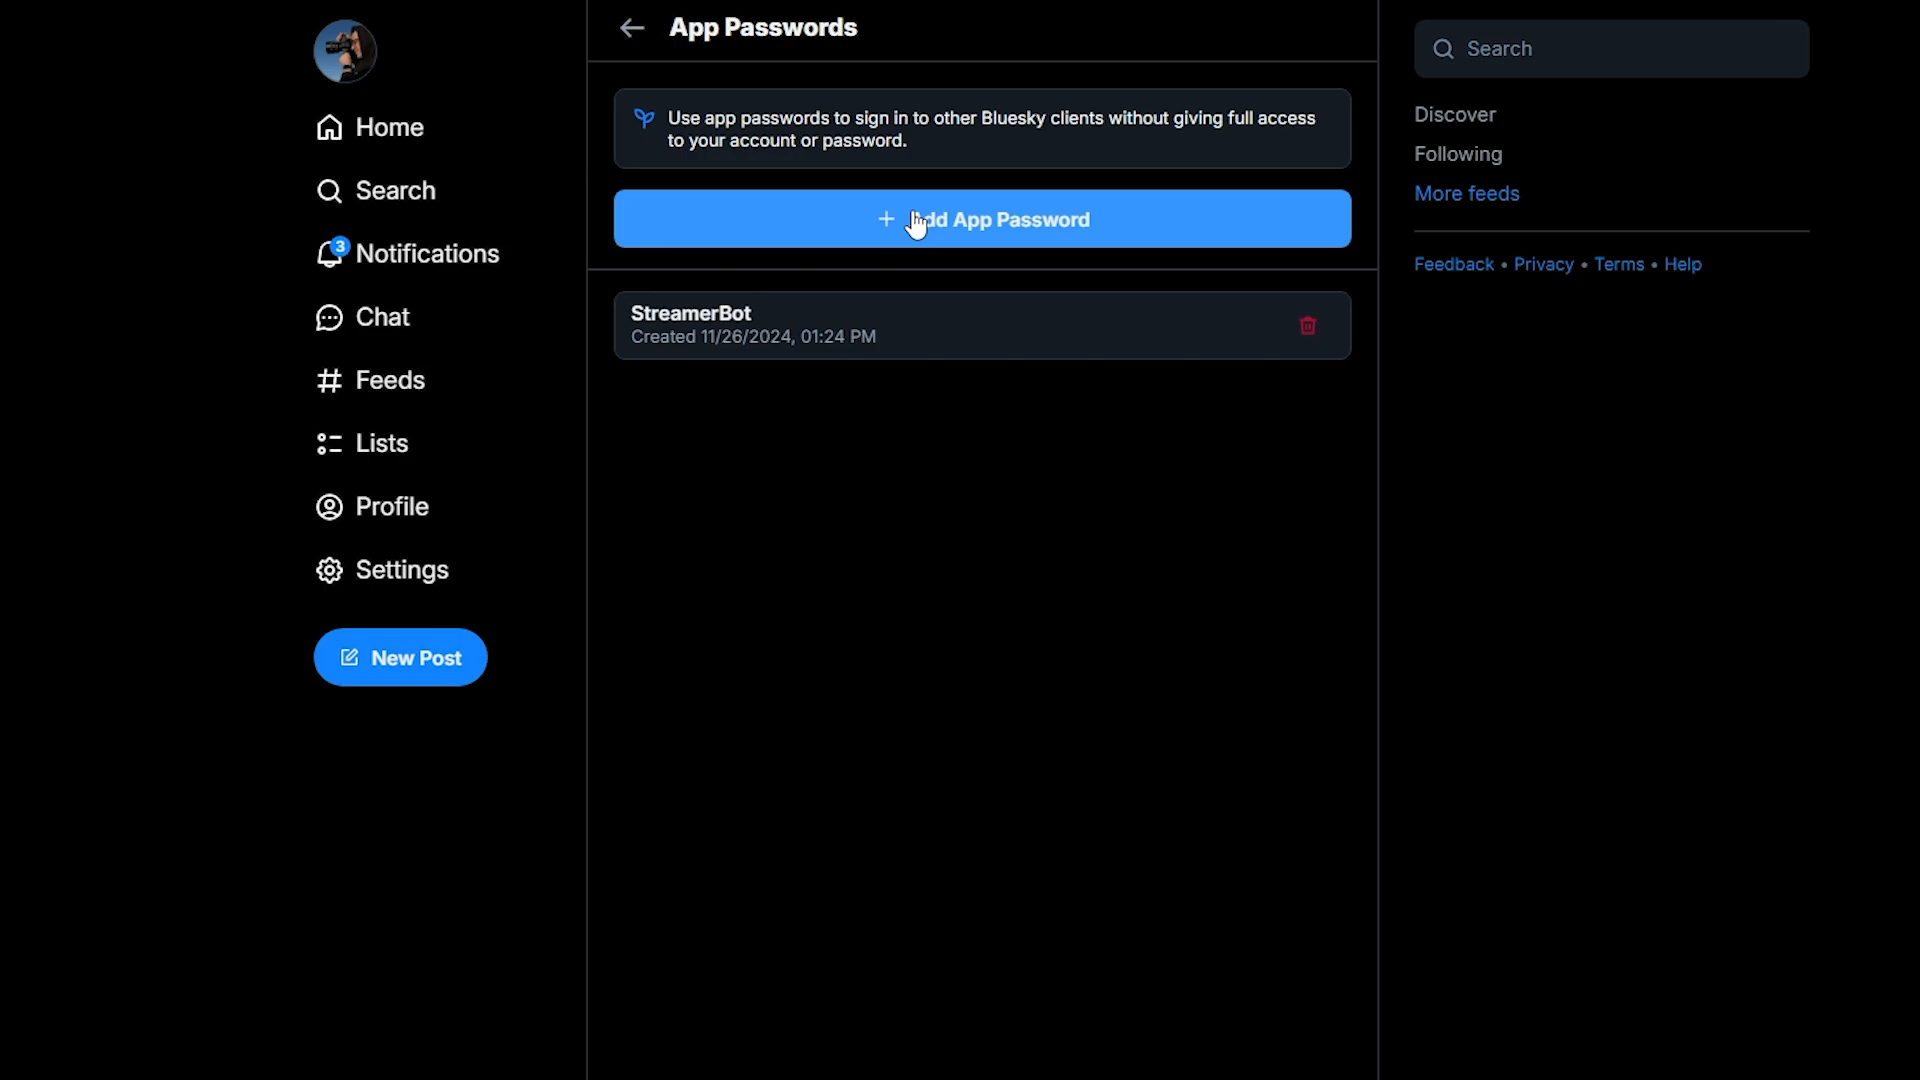 App Passwords
Search
Home
Use app passwords to sign in to other Bluesky clients without giving full access
to your account or password.
Discover
Following
Search
More feeds
+ dd App Password
3
Notifications
Feedback • Privacy • Terms • Help
StreamerBot
Created 11/26/2024, 01:24 PM
Chat
Feeds
Lists
Profile
Settings
New Post